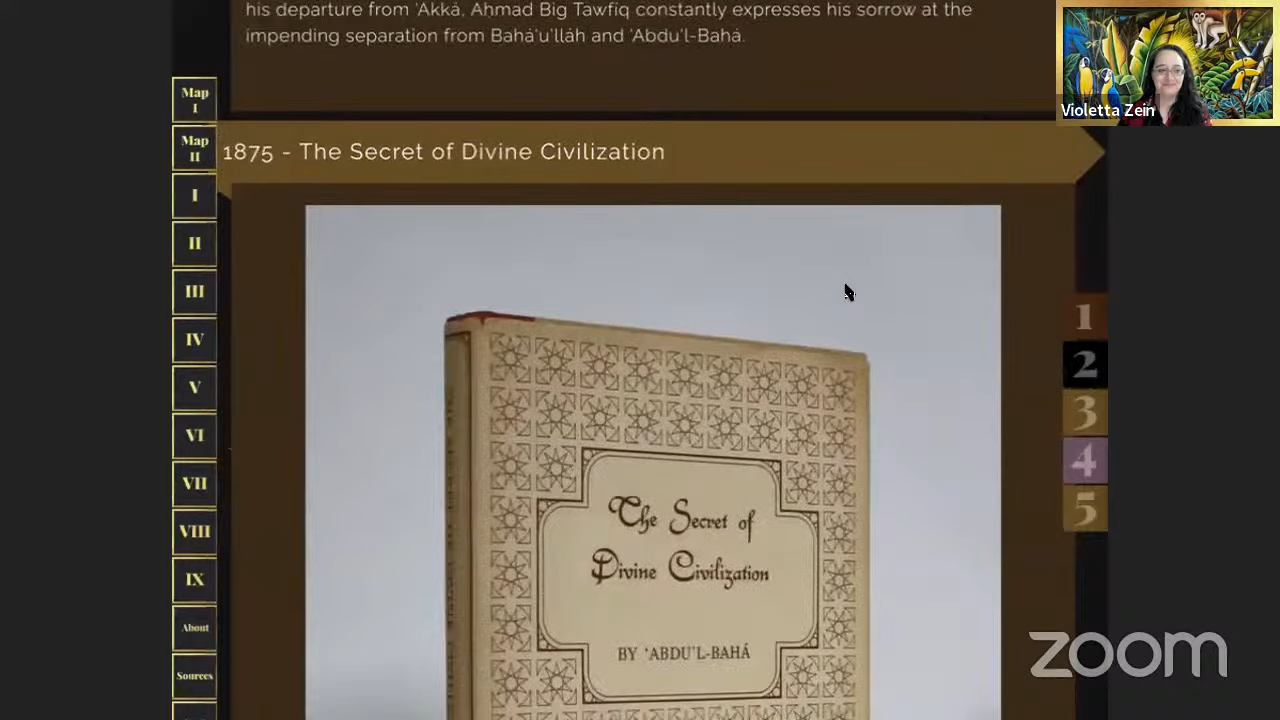 his departure from 'Akká, Aḥmad Big Tawfíq constantly expresses his sorrow at the
impending separation from Bahá'u'lláh and 'Abdu'l-Bahá.
Violetta Zein
Map
I
Map
II
1875 - The Secret of Divine Civilization
I
II
III
IV
V
VI
VII
VIII
IX
About
Sources
1
2
3
4
5
The Secret of
Divine Civilization
BY 'ABDU'L-BAHÁ
zoom